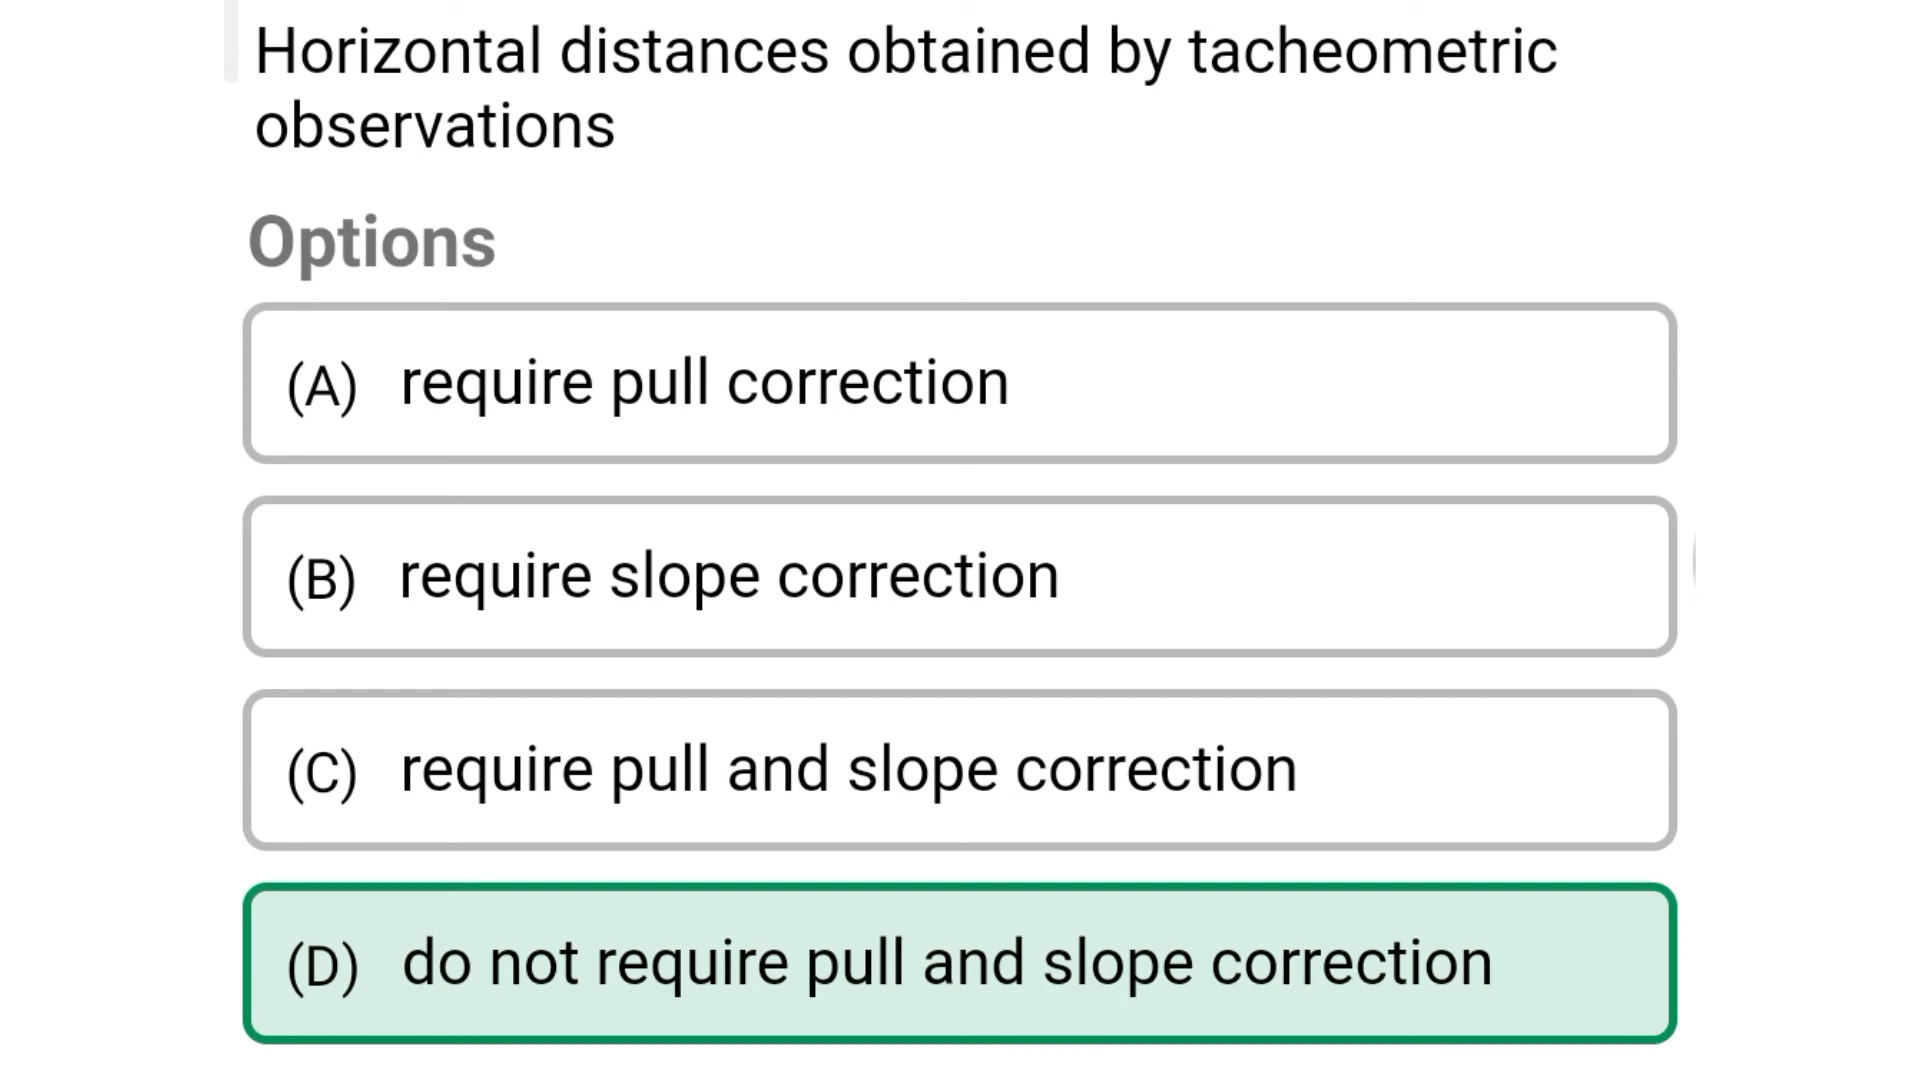 Horizontal distances obtained by tacheometric
observations
Options
(A) require pull correction
(B) require slope correction
(C) require pull and slope correction
(D) do not require pull and slope correction